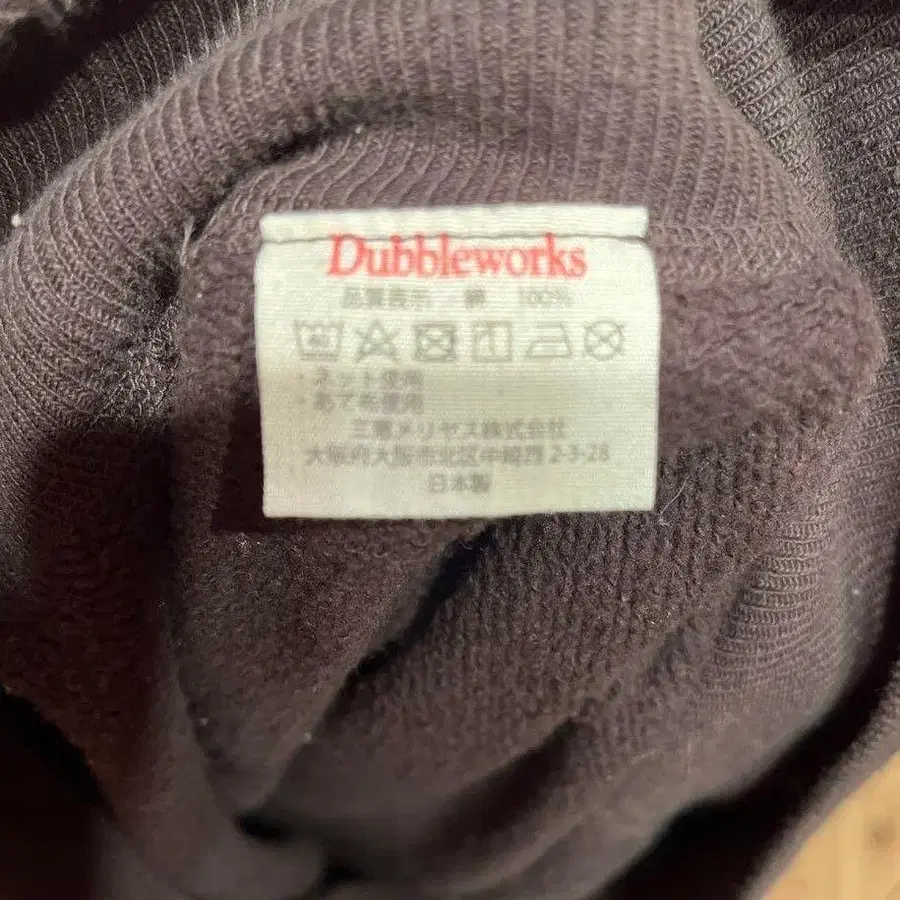 Dubbleworks
品質表示 綿 100%
・ネット使用
・あて布使用
三恵メリヤス株式会社
大阪府大阪市北区中崎西 2-3-28
日本製